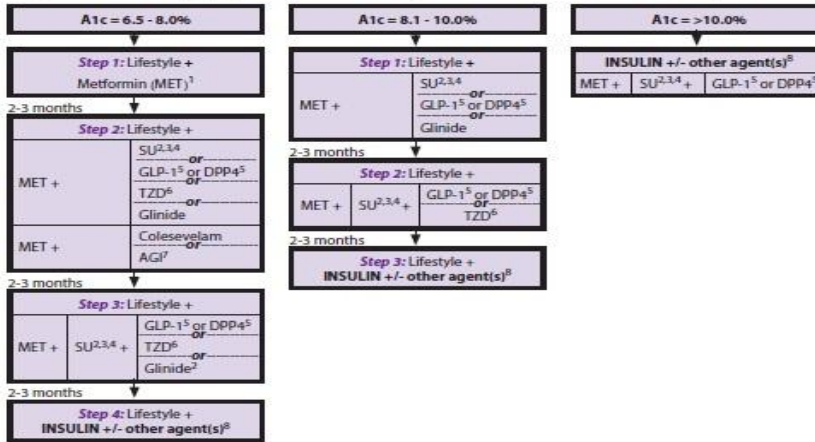 A1c = 6.5 - 8.0%
Step 1: Lifestyle +
Metformin (MET)¹
2-3 months
Step 2: Lifestyle +
MET +
SU²,³,⁴
or
GLP-1⁵ or DPP4⁵
or
TZD⁶
or
Glinide
MET +
Colesevelam
or
AGI⁷
2-3 months
Step 3: Lifestyle +
MET +
SU²,³,⁴ +
GLP-1⁵ or DPP4⁵
or
TZD⁶
or
Glinide²
2-3 months
Step 4: Lifestyle +
INSULIN +/- other agent(s)⁸
A1c = 8.1 - 10.0%
Step 1: Lifestyle +
MET +
SU²,³,⁴
or
GLP-1⁵ or DPP4⁵
or
Glinide
2-3 months
Step 2: Lifestyle +
MET +
SU²,³,⁴ +
GLP-1⁵ or DPP4⁵
or
TZD⁶
2-3 months
Step 3: Lifestyle +
INSULIN +/- other agent(s)⁸
A1c = >10.0%
INSULIN +/- other agent(s)⁸
MET +
SU²,³,⁴ +
GLP-1⁵ or DPP4⁵